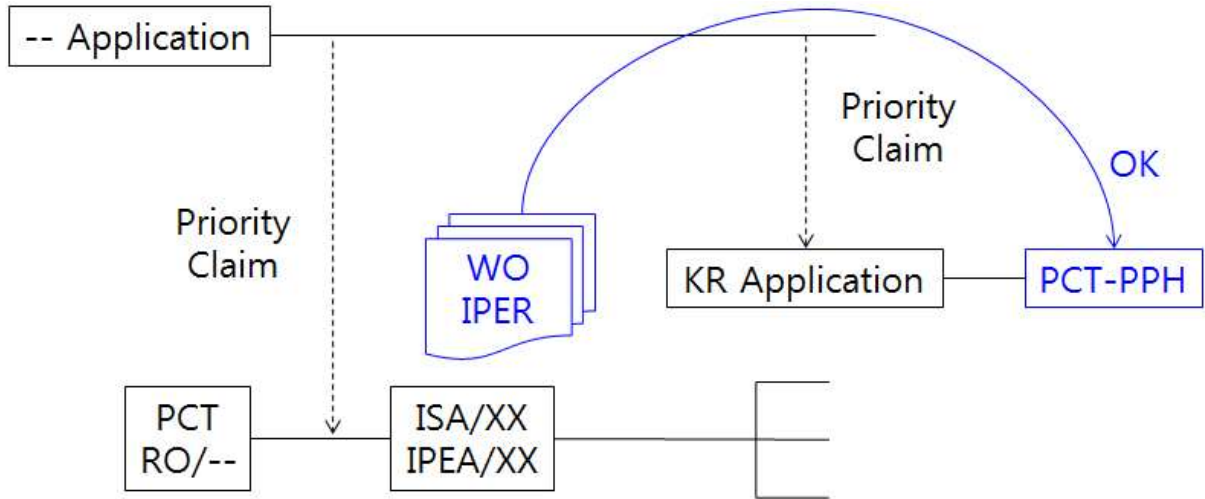 -- Application
Priority
Claim
OK
Priority
Claim
WO
IPER
KR Application
PCT-PPH
PCT
RO/--
ISA/XX
IPEA/XX